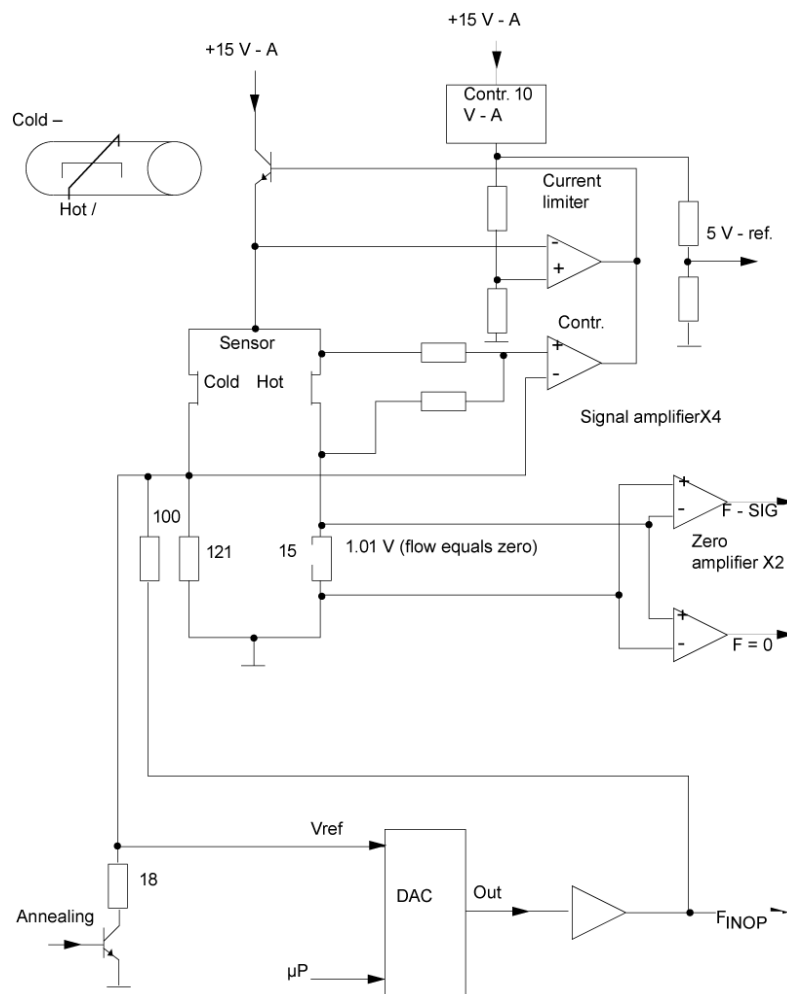 +15 V - A
+15 V - A
Contr. 10
V - A
Cold –
Hot /
Current
limiter
5 V - ref.
-
+
Sensor
Contr.
Cold Hot
+
-
Signal amplifierX4
100
121
15
1.01 V (flow equals zero)
+
-
F - SIG
Zero
amplifier X2
+
-
F = 0
Vref
18
DAC
Out
Annealing
FINOP
µP